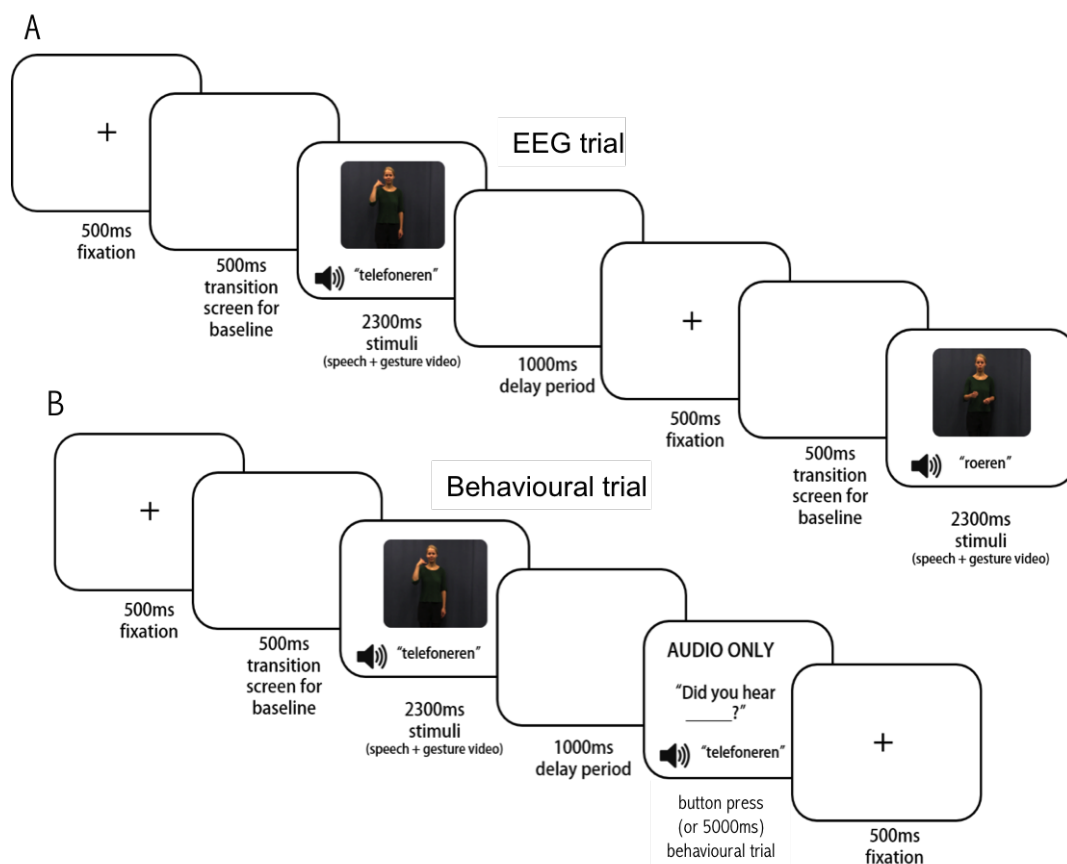 A
+
500ms
fixation
500ms
transition
screen for
baseline
"telefoneren"
2300ms
stimuli
(speech + gesture video)
EEG trial
1000ms
delay period
+
500ms
fixation
500ms
transition
screen for
baseline
"roeren"
2300ms
stimuli
(speech + gesture video)
B
+
500ms
fixation
500ms
transition
screen for
baseline
"telefoneren"
2300ms
stimuli
(speech + gesture video)
Behavioural trial
1000ms
delay period
AUDIO ONLY
"Did you hear
_____?"
"telefoneren"
button press
(or 5000ms)
behavioural trial
+
500ms
fixation